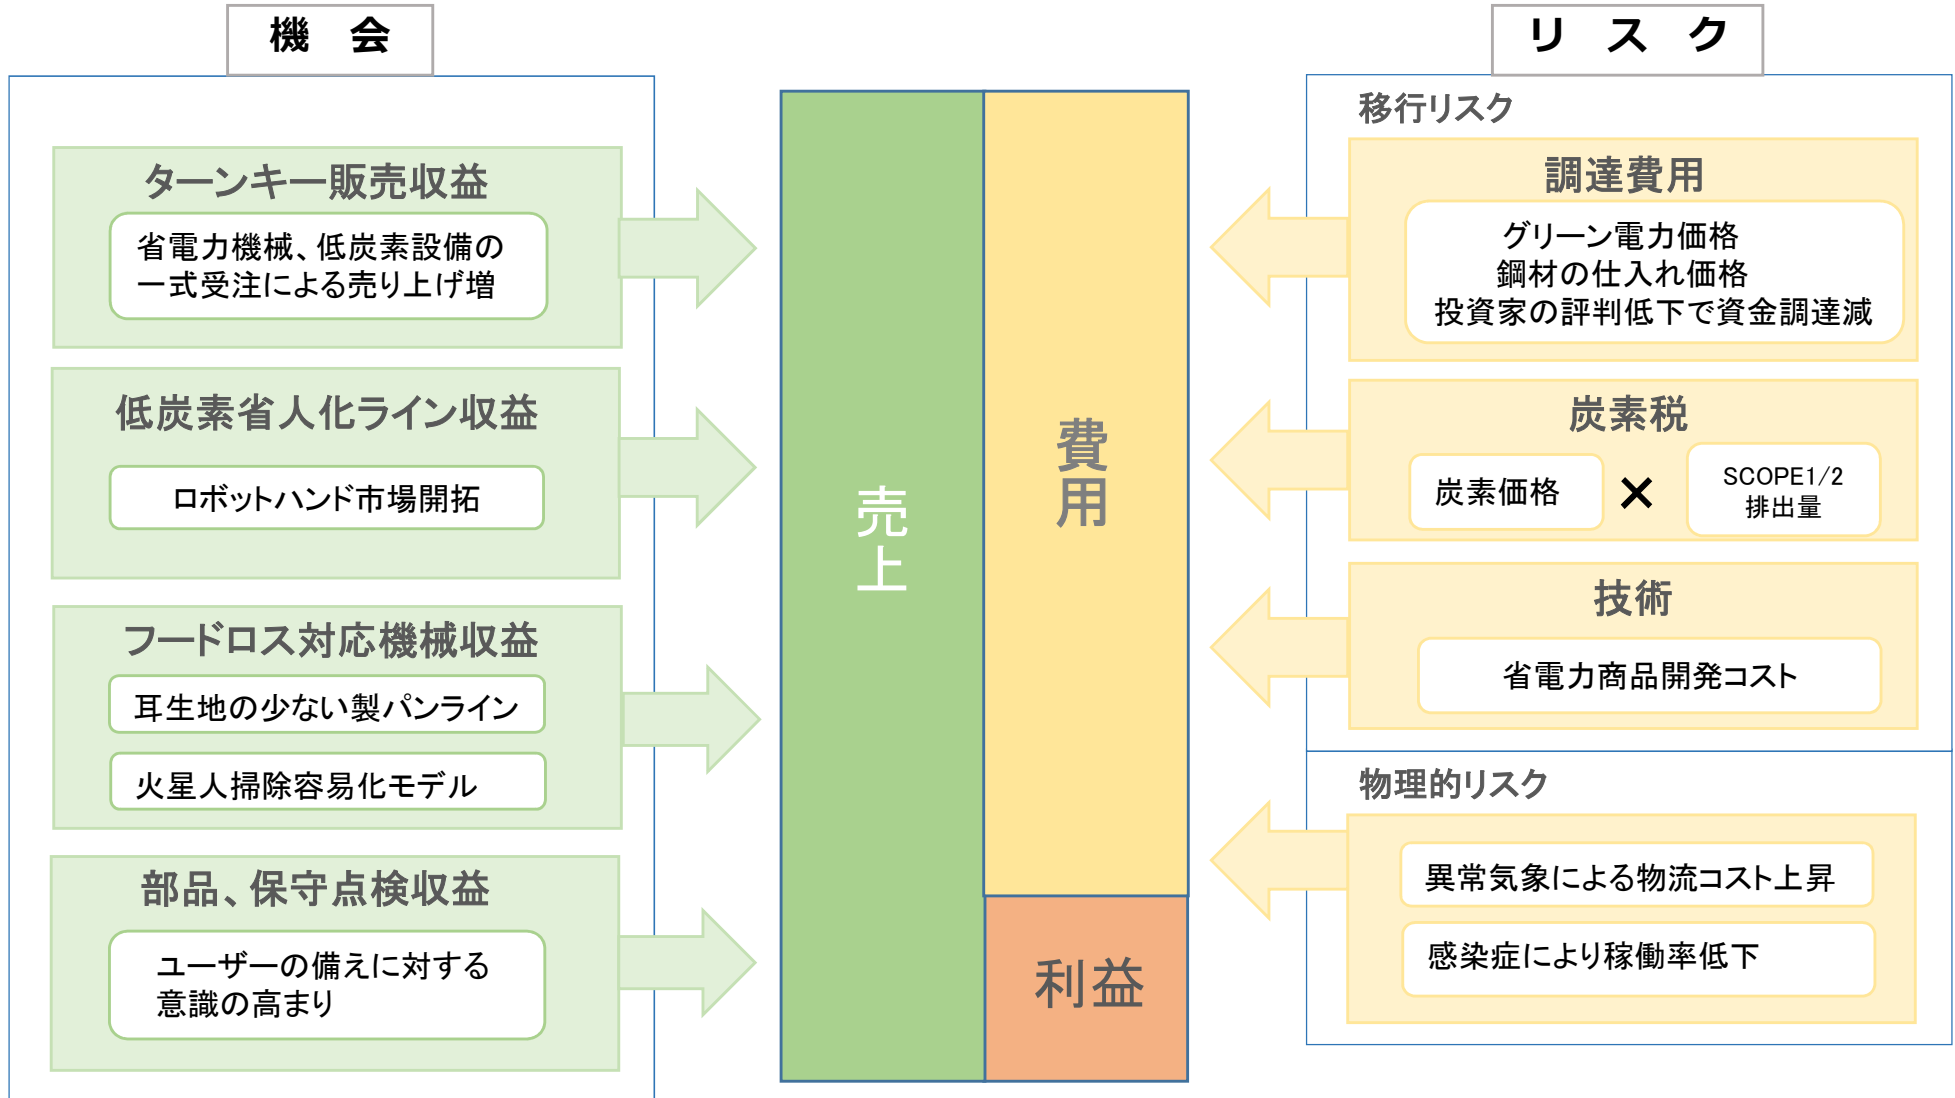 機 会
ターンキー販売収益
省電力機械、低炭素設備の
一式受注による売り上げ増
低炭素省人化ライン収益
ロボットハンド市場開拓
フードロス対応機械収益
耳生地の少ない製パンライン
火星人掃除容易化モデル
部品、保守点検収益
ユーザーの備えに対する
意識の高まり
売上
費用
利益
リ ス ク
移行リスク
調達費用
グリーン電力価格
鋼材の仕入れ価格
投資家の評判低下で資金調達減
炭素税
炭素価格
×
SCOPE1/2
排出量
技術
省電力商品開発コスト
物理的リスク
異常気象による物流コスト上昇
感染症により稼働率低下